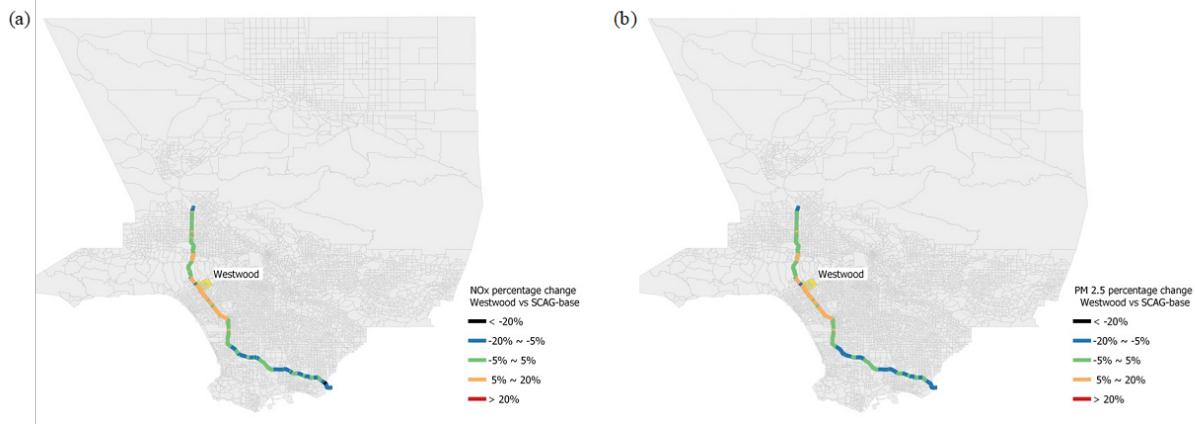 (a)
Westwood
NOx percentage change
Westwood vs SCAG-base
< -20%
-20% ~ -5%
-5% ~ 5%
5% ~ 20%
> 20%
(b)
Westwood
PM 2.5 percentage change
Westwood vs SCAG-base
< -20%
-20% ~ -5%
-5% ~ 5%
5% ~ 20%
> 20%